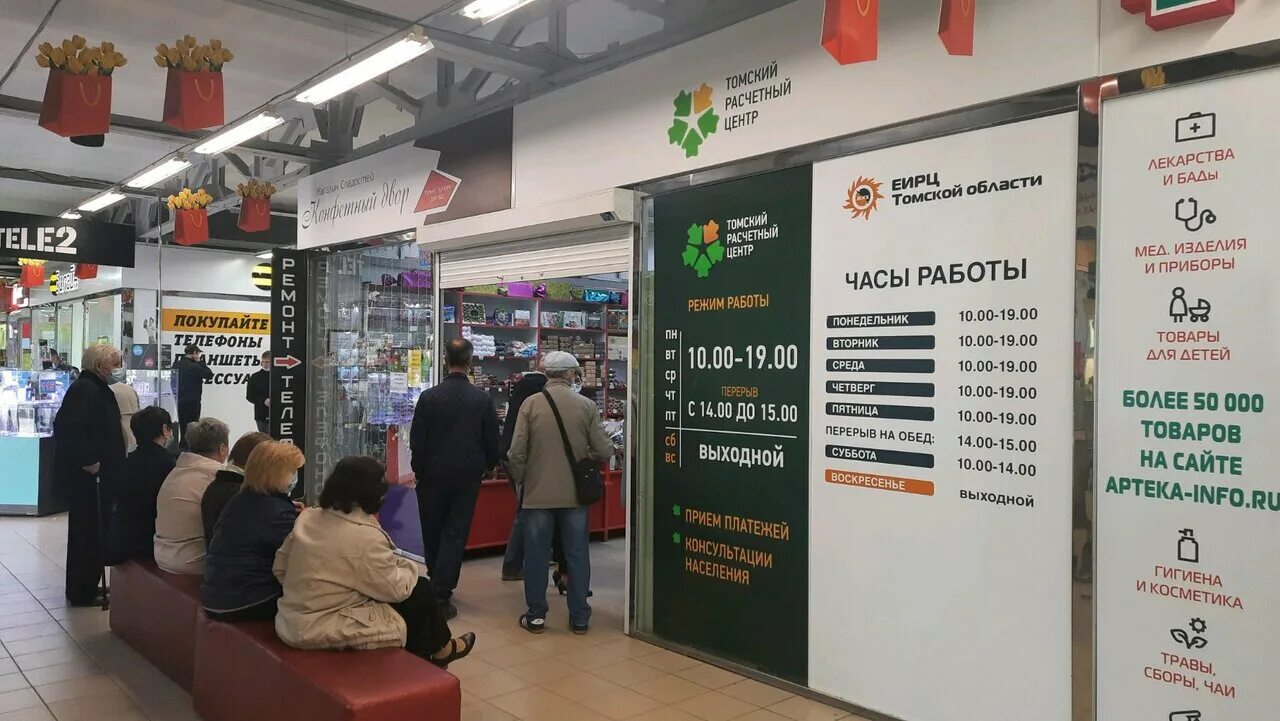 TELE2
ПОКУПАЙТЕ
ТЕЛЕФОНЫ
РЕМОНТ → ТЕЛЕФ
Магазин Сладостей
Конфетный двор
ТОМСКИЙ
РАСЧЕТНЫЙ
ЦЕНТР
ТОМСКИЙ
РАСЧЕТНЫЙ
ЦЕНТР
РЕЖИМ РАБОТЫ
ПН
ВТ
СР
ЧТ
ПТ
10.00-19.00
ПЕРЕРЫВ
С 14.00 ДО 15.00
СБ
ВС
ВЫХОДНОЙ
ПРИЕМ ПЛАТЕЖЕЙ
КОНСУЛЬТАЦИИ
НАСЕЛЕНИЯ
ЕИРЦ
Томской области
ЧАСЫ РАБОТЫ
ПОНЕДЕЛЬНИК 10.00-19.00
ВТОРНИК 10.00-19.00
СРЕДА 10.00-19.00
ЧЕТВЕРГ 10.00-19.00
ПЯТНИЦА 10.00-19.00
ПЕРЕРЫВ НА ОБЕД: 14.00-15.00
СУББОТА 10.00-14.00
ВОСКРЕСЕНЬЕ ВЫХОДНОЙ
ЛЕКАРСТВА
И БАДЫ
МЕД. ИЗДЕЛИЯ
И ПРИБОРЫ
ТОВАРЫ
ДЛЯ ДЕТЕЙ
БОЛЕЕ 50 000
ТОВАРОВ
НА САЙТЕ
APTEKA-INFO.RU
ГИГИЕНА
И КОСМЕТИКА
ТРАВЫ,
СБОРЫ, ЧАИ